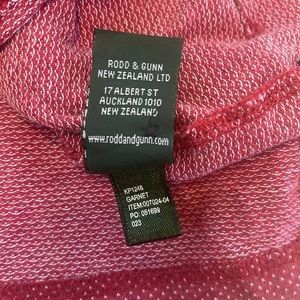 RODD & GUNN
NEW ZEALAND LTD
17 ALBERT ST
AUCKLAND 1010
NEW ZEALAND
www.roddandgunn.com
KP1248
GARNET
ITEM:007024-04
PO: 051699
023